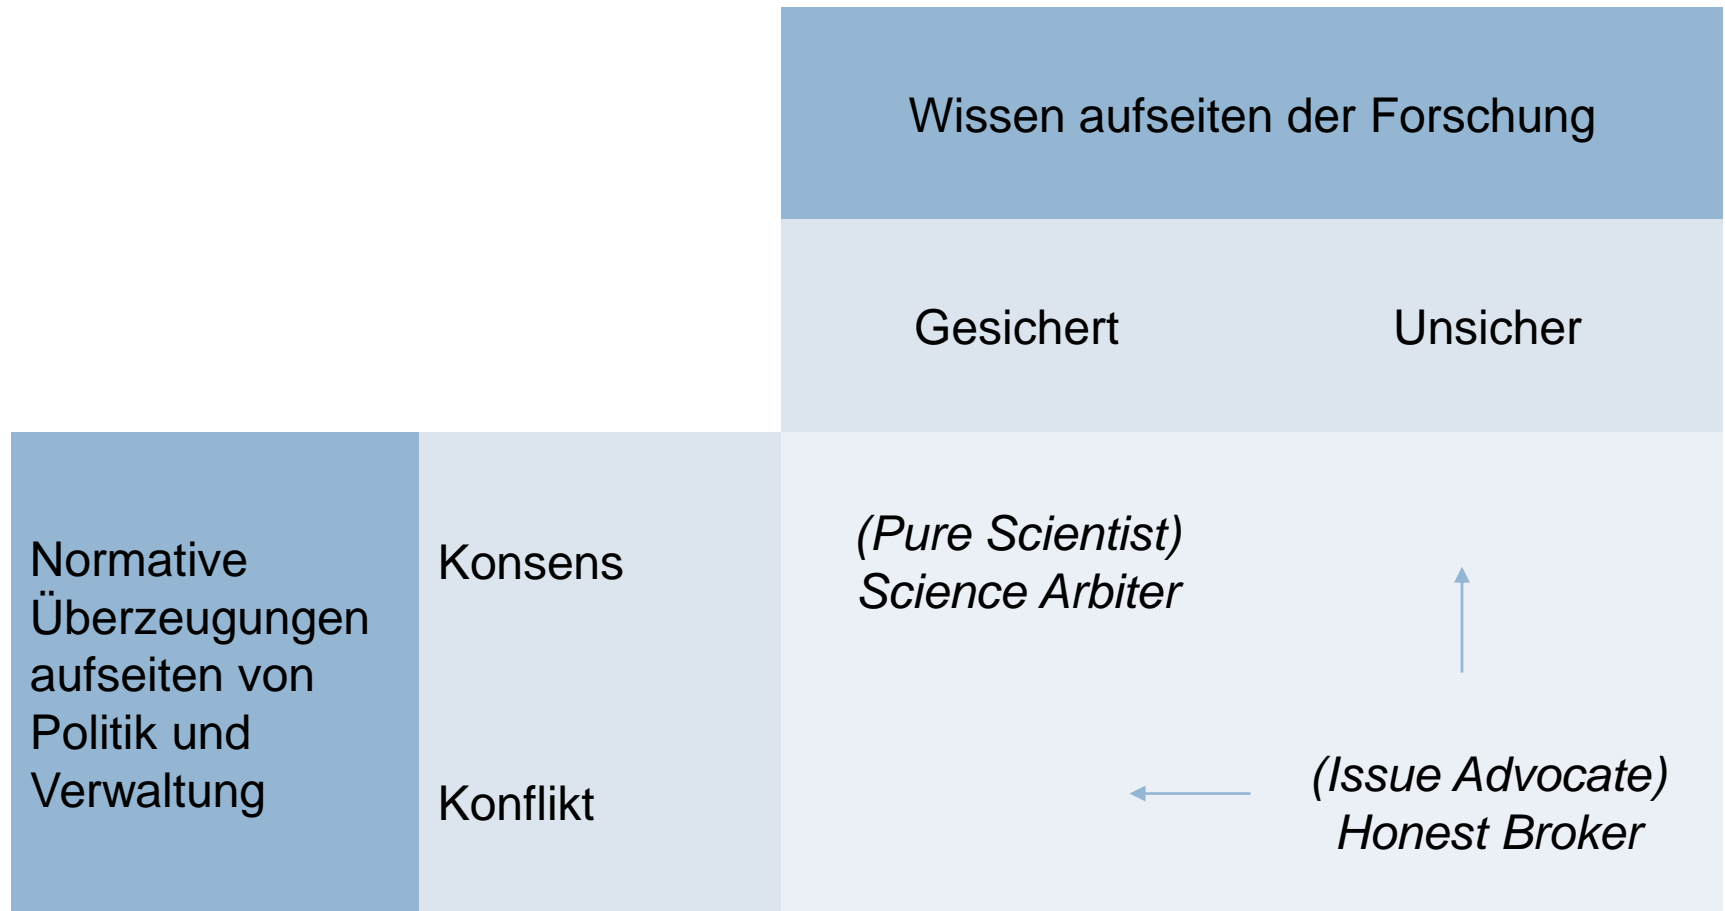 Wissen aufseiten der Forschung
Gesichert
Unsicher
Normative
Überzeugungen
aufseiten von
Politik und
Verwaltung
Konsens
(Pure Scientist)
Science Arbiter
Konflikt
(Issue Advocate)
Honest Broker